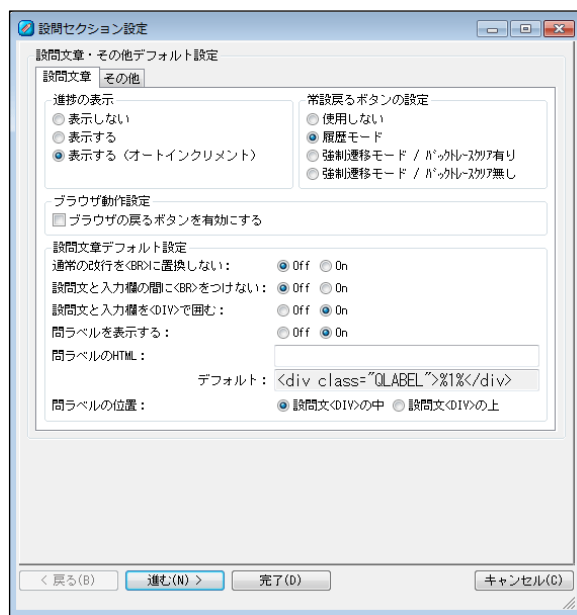 設問セクション設定
設問文章・その他デフォルト設定
設問文章 その他
進捗の表示
表示しない
表示する
表示する (オートインクリメント)
常設戻るボタンの設定
使用しない
履歴モード
強制遷移モード / ﾊﾞｯｸﾄﾚｰｽｸﾘｱ有り
強制遷移モード / ﾊﾞｯｸﾄﾚｰｽｸﾘｱ無し
ブラウザ動作設定
ブラウザの戻るボタンを有効にする
設問文章デフォルト設定
通常の改行を<BR>に置換しない: Off On
設問文と入力欄の間に<BR>をつけない: Off On
設問文と入力欄を<DIV>で囲む: Off On
問ラベルを表示する: Off On
問ラベルのHTML:
デフォルト: <div class="QLABEL">%1%</div>
問ラベルの位置: 設問文<DIV>の中 設問文<DIV>の上
< 戻る(B) 進む(N) > 完了(D) キャンセル(C)